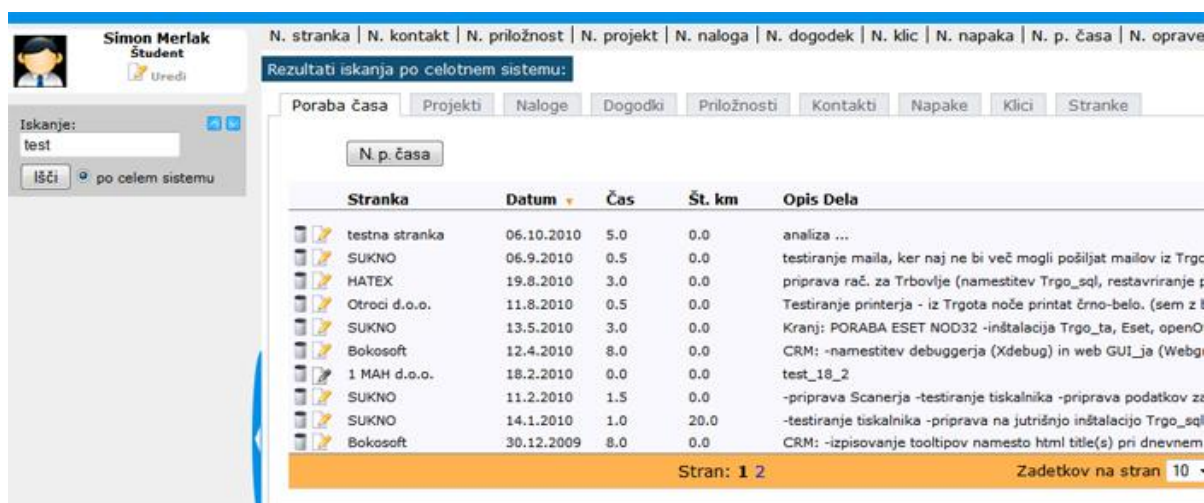 Simon Merlak
Študent
Uredi
Iskanje:
test
Išči po celem sistemu
N. stranka | N. kontakt | N. priložnost | N. projekt | N. naloga | N. dogodek | N. klic | N. napaka | N. p. časa | N. oprave
Rezultati iskanja po celotnem sistemu:
Poraba časa Projekti Naloge Dogodki Priložnosti Kontakti Napake Klici Stranke
N. p. časa
Stranka Datum Čas Št. km Opis Dela
testna stranka 06.10.2010 5.0 0.0 analiza ...
SUKNO 06.9.2010 0.5 0.0 testiranje maila, ker naj ne bi več mogli pošiljat mailov iz Trgo
HATEX 19.8.2010 3.0 0.0 priprava rač. za Trbovlje (namestitev Trgo_sql, restavriranje p
Otroci d.o.o. 11.8.2010 0.5 0.0 Testiranje printerja - iz Trgota noče printat črno-belo. (sem z b
SUKNO 13.5.2010 3.0 0.0 Kranj: PORABA ESET NOD32 -inštalacija Trgo_ta, Eset, openO
Bokosoft 12.4.2010 8.0 0.0 CRM: -namestitev debuggerja (Xdebug) in web GUI_ja (Webg
1 MAH d.o.o. 18.2.2010 0.0 0.0 test_18_2
SUKNO 11.2.2010 1.5 0.0 -priprava Scanerja -testiranje tiskalnika -priprava podatkov za
SUKNO 14.1.2010 1.0 20.0 -testiranje tiskalnika -priprava na jutrišnjo inštalacijo Trgo_sql
Bokosoft 30.12.2009 8.0 0.0 CRM: -izpisovanje tooltipov namesto html title(s) pri dnevnem
Stran: 1 2 Zadetkov na stran 10